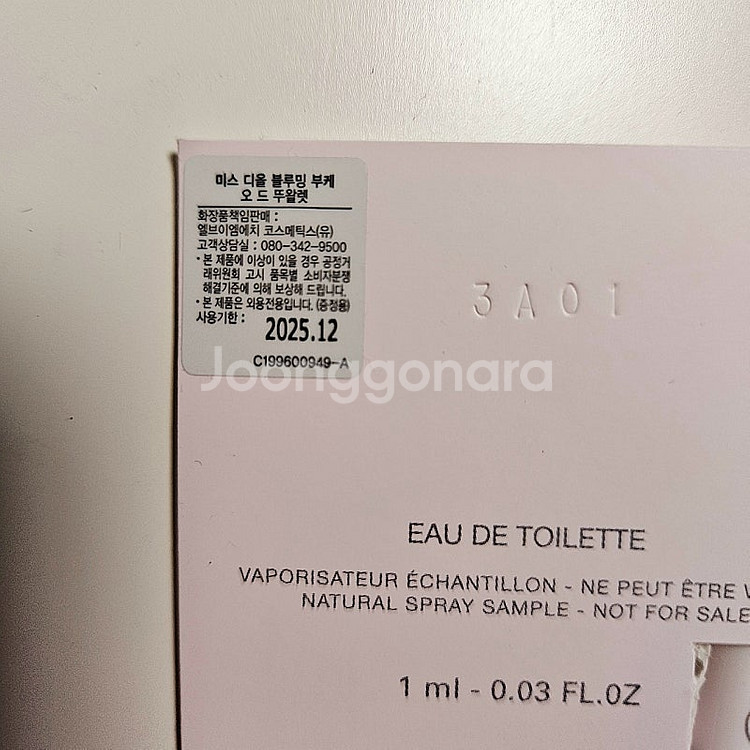 미스 디올 블루밍 부케
오 드 뚜왈렛
화장품책임판매 :
엘브이엠에치 코스메틱스(유)
고객상담실 : 080-342-9500
• 본 제품에 이상이 있을 경우 공정거
래위원회 고시 품목별 소비자분쟁
해결기준에 의해 보상해 드립니다.
• 본 제품은 외용전용입니다. (증정용)
사용기한 : 2025.12
C199600949-A
3A01
Joonggonara
EAU DE TOILETTE
VAPORISATEUR ÉCHANTILLON - NE PEUT ÊTRE V
NATURAL SPRAY SAMPLE - NOT FOR SALE
1 ml - 0.03 FL.OZ